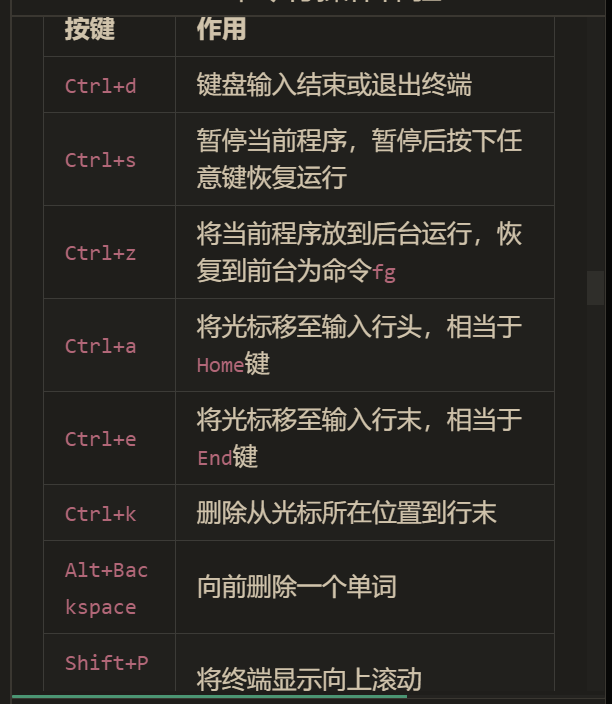 按键 作用
Ctrl+d 键盘输入结束或退出终端
Ctrl+s 暂停当前程序，暂停后按下任
意键恢复运行
Ctrl+z 将当前程序放到后台运行，恢
复到前台为命令fg
Ctrl+a 将光标移至输入行头，相当于
Home键
Ctrl+e 将光标移至输入行末，相当于
End键
Ctrl+k 删除从光标所在位置到行末
Alt+Bac
kspace
向前删除一个单词
Shift+P
将终端显示向上滚动